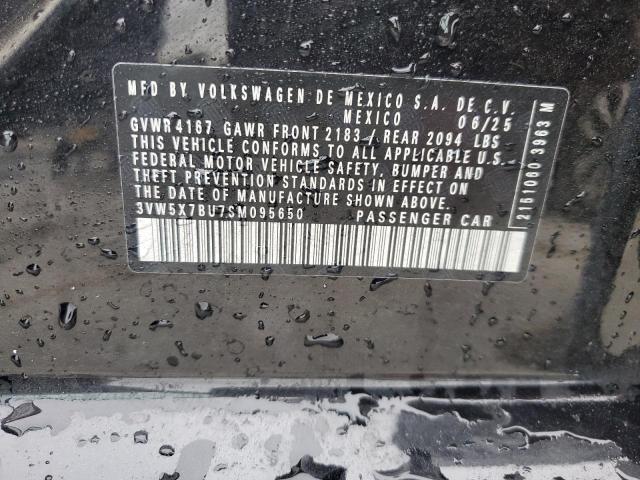 MFD BY VOLKSWAGEN DE MEXICO S.A. DE C.V.
MEXICO 06/25
GVWR 4187 GAWR FRONT 2183 / REAR 2094 LBS
THIS VEHICLE CONFORMS TO ALL APPLICABLE U.S.
FEDERAL MOTOR VEHICLE SAFETY, BUMPER AND
THEFT PREVENTION STANDARDS IN EFFECT ON
THE DATE OF MANUFACTURE SHOWN ABOVE.
3VW5X7BU7SM095650 PASSENGER CAR
2161060 3963 M